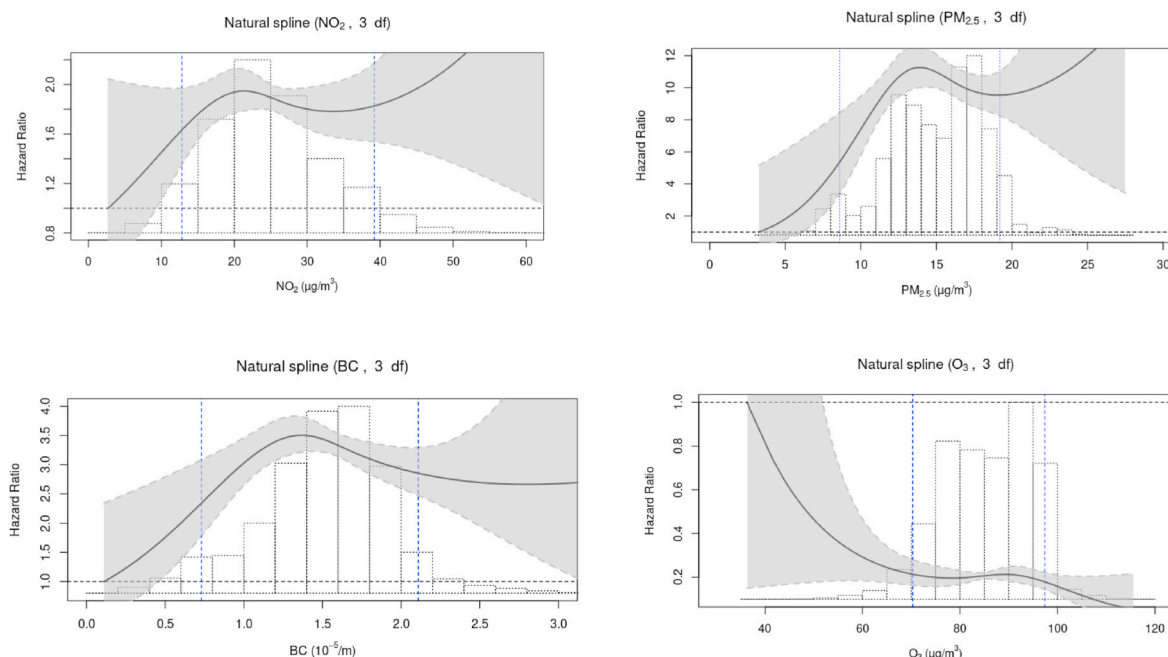 Natural spline (NO₂ , 3 df)
Hazard Ratio
2.0
1.6
1.2
0.8
0 10 20 30 40 50 60
NO₂ (µg/m³)
Natural spline (PM₂.₅ , 3 df)
Hazard Ratio
12
10
8
6
4
2
0 5 10 15 20 25 30
PM₂.₅ (µg/m³)
Natural spline (BC , 3 df)
Hazard Ratio
4.0
3.5
3.0
2.5
2.0
1.5
1.0
0.0 0.5 1.0 1.5 2.0 2.5 3.0
BC (10⁻⁵/m)
Natural spline (O₃ , 3 df)
Hazard Ratio
1.0
0.8
0.6
0.4
0.2
40 60 80 100 120
O₃ (µg/m³)